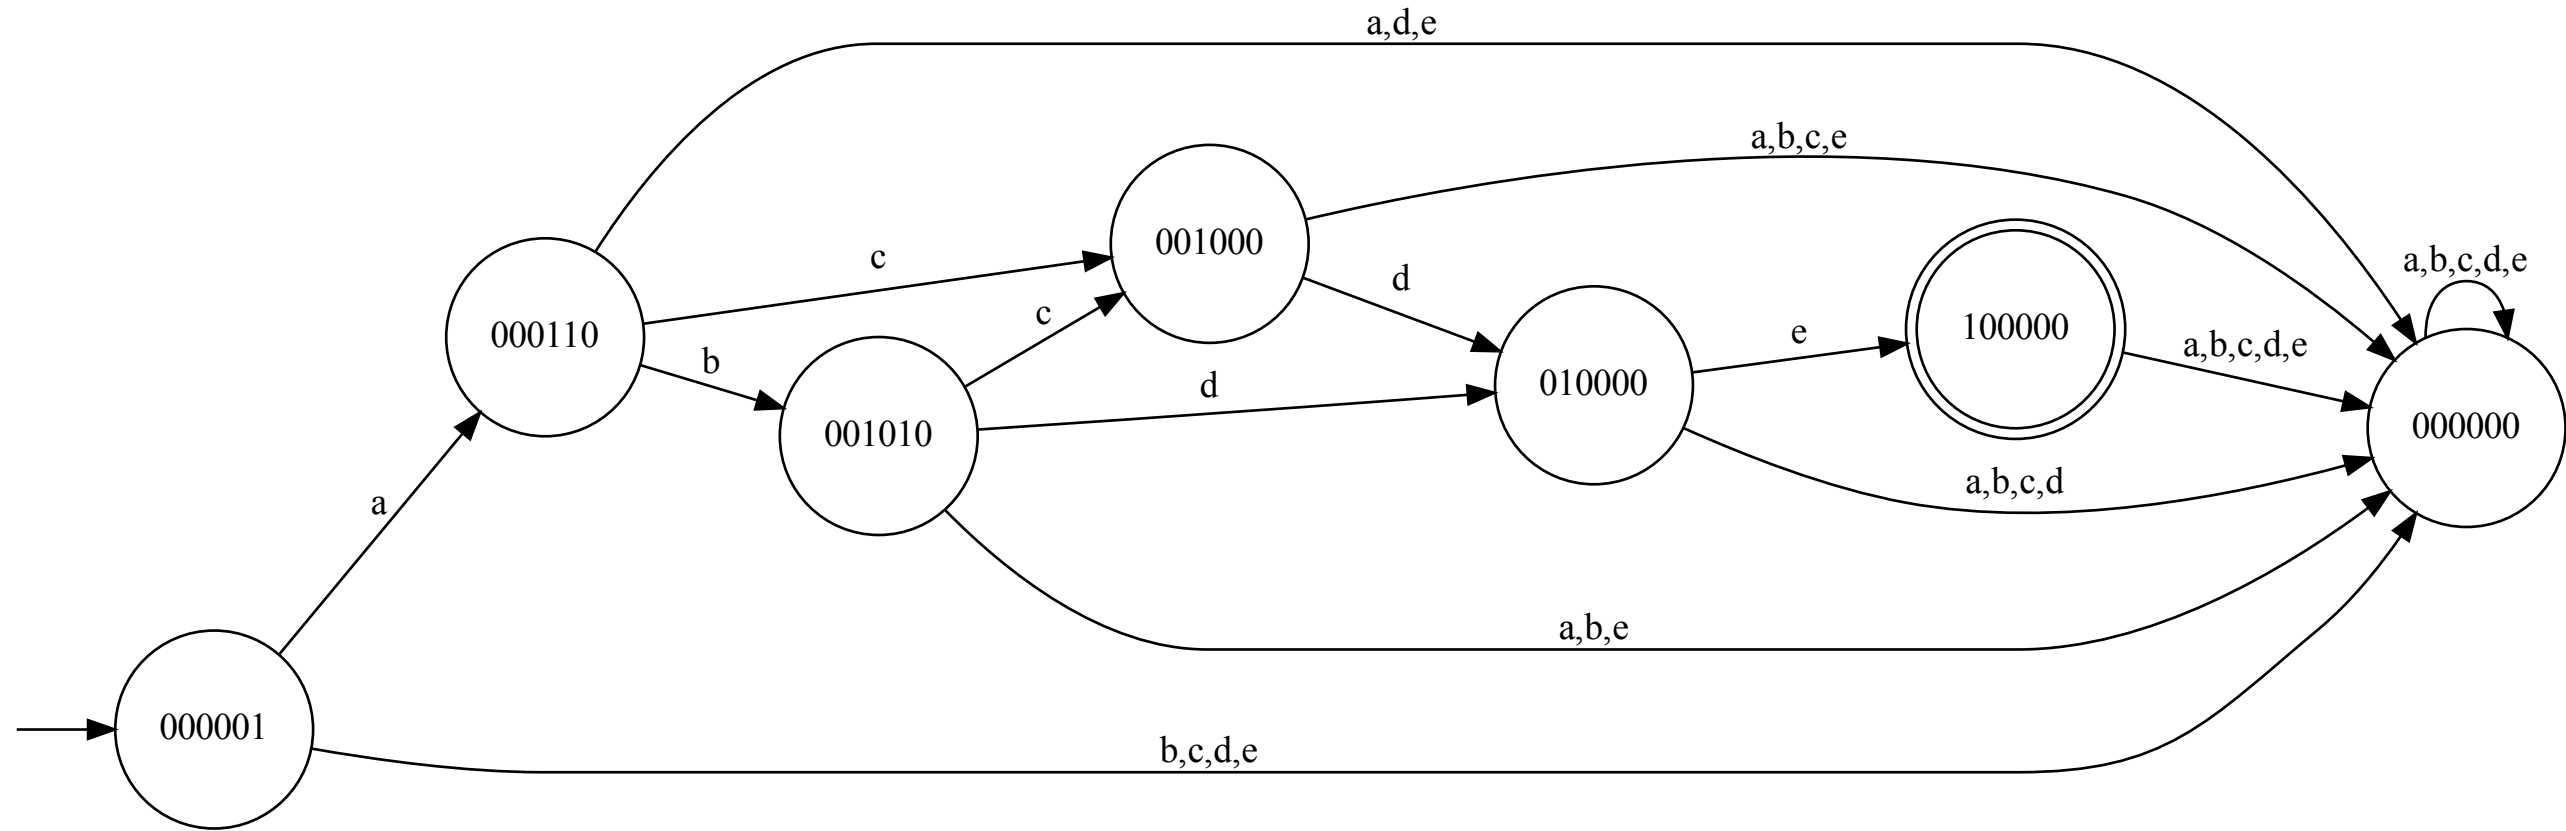 a,d,e
a,b,c,e
a,b,c,d,e
c
001000
d
000110
b
c
d
001010
010000
e
100000
a,b,c,d,e
000000
a,b,c,d
a
a,b,e
000001
b,c,d,e